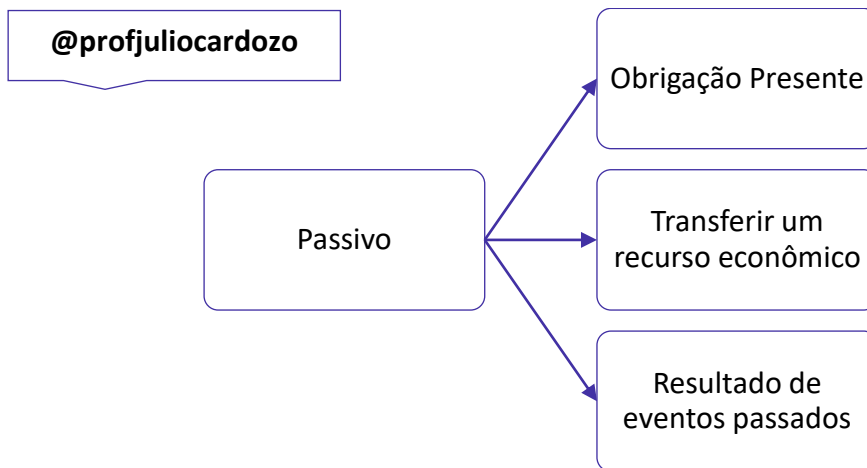 @profjuliocardozo
Obrigação Presente
Passivo
Transferir um
recurso econômico
Resultado de
eventos passados